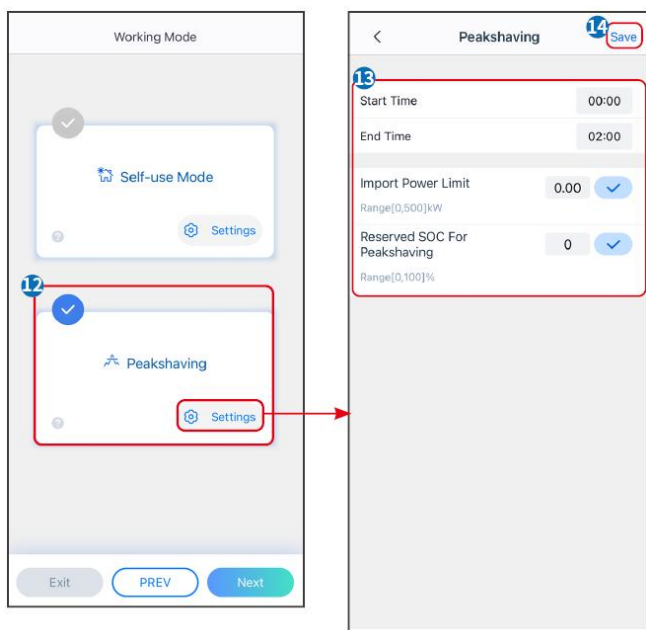 Working Mode
Self-use Mode
Settings
12
Peakshaving
Settings
Exit PREV Next
Peakshaving
14
Save
13
Start Time 00:00
End Time 02:00
Import Power Limit 0.00
Range[0,500]kW
Reserved SOC For
Peakshaving
0
Range[0,100]%